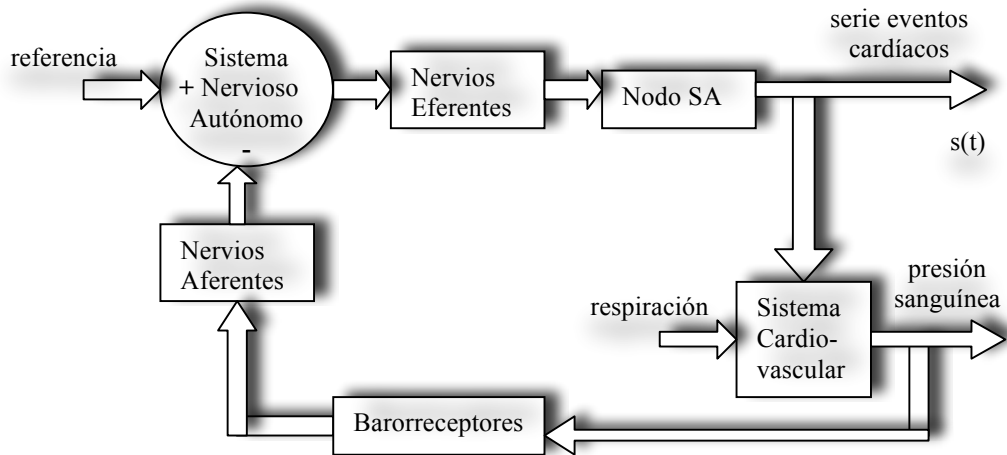 serie eventos
cardíacos
referencia
Sistema
+ Nervioso
Autónomo
-
Nervios
Eferentes
Nodo SA
s(t)
Nervios
Aferentes
respiración
Sistema
Cardio-
vascular
presión
sanguínea
Barorreceptores